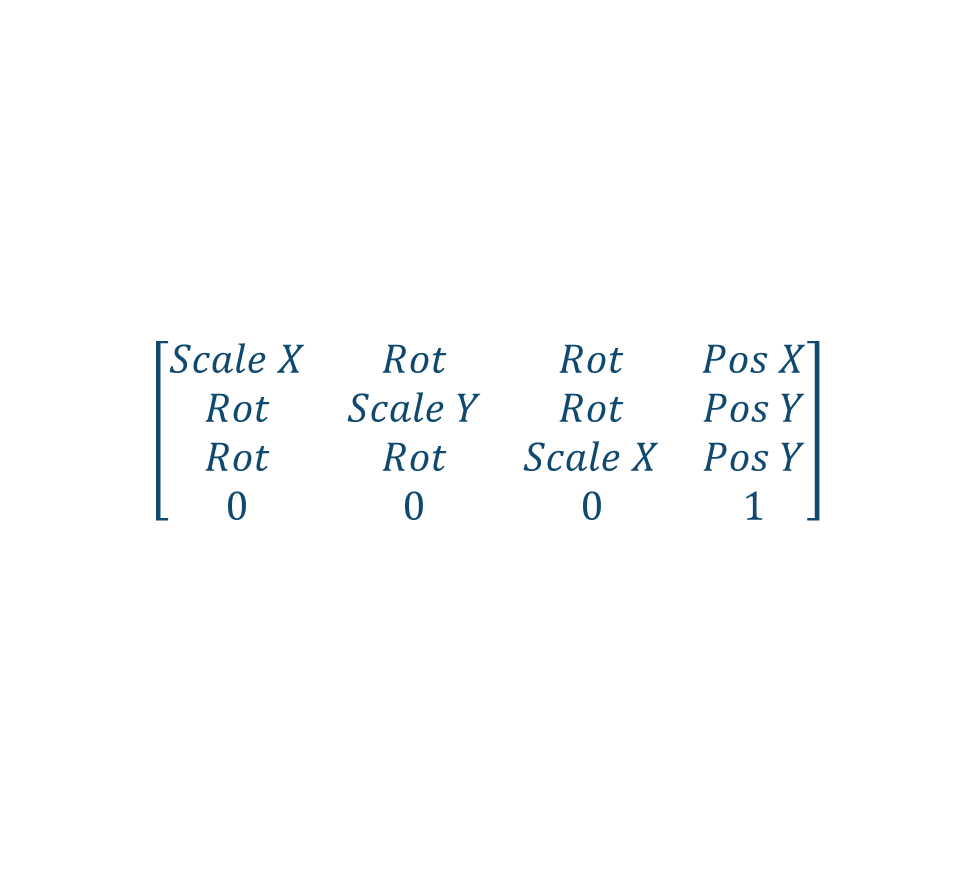 Scale X Rot Rot Pos X
Rot Scale Y Rot Pos Y
Rot Rot Scale X Pos Y
0 0 0 1